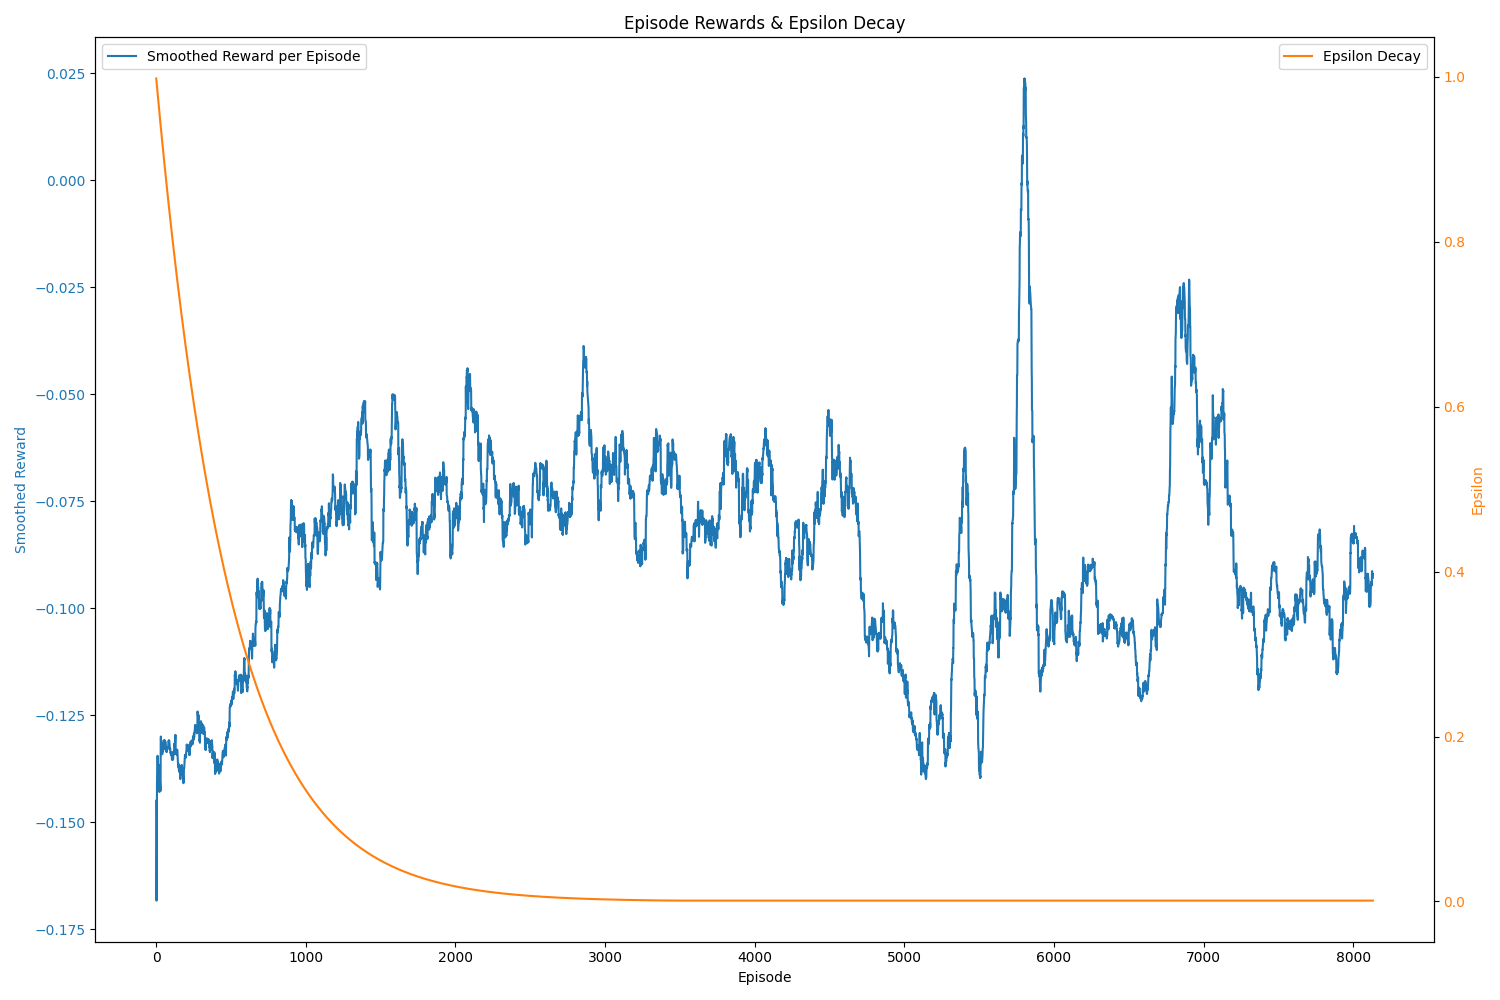 Episode Rewards & Epsilon Decay
Smoothed Reward per Episode
Epsilon Decay
0.025
0.000
−0.025
−0.050
−0.075
−0.100
−0.125
−0.150
−0.175
Smoothed Reward
1.0
0.8
0.6
0.4
0.2
0.0
Epsilon
0 1000 2000 3000 4000 5000 6000 7000 8000
Episode